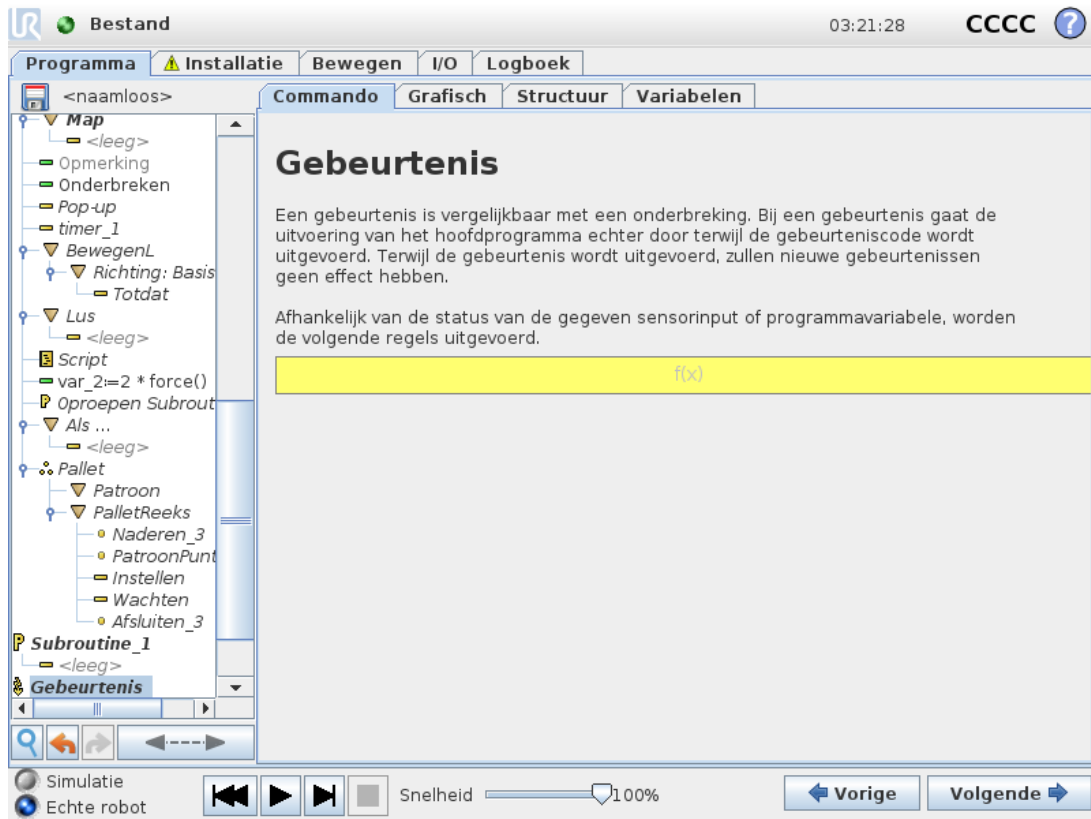 UR Bestand 03:21:28 CCCC ?
Programma Installatie Bewegen I/O Logboek
<naamloos>
Commando Grafisch Structuur Variabelen
Map
<leeg>
Opmerking
Onderbreken
Pop-up
timer_1
BewegenL
Richting: Basis
Totdat
Lus
<leeg>
Script
var_2:=2 * force()
Oproepen Subrout
Als ...
<leeg>
Pallet
Patroon
PalletReeks
Naderen_3
PatroonPunt
Instellen
Wachten
Afsluiten_3
P Subroutine_1
<leeg>
Gebeurtenis
Gebeurtenis
Een gebeurtenis is vergelijkbaar met een onderbreking. Bij een gebeurtenis gaat de
uitvoering van het hoofdprogramma echter door terwijl de gebeurteniscode wordt
uitgevoerd. Terwijl de gebeurtenis wordt uitgevoerd, zullen nieuwe gebeurtenissen
geen effect hebben.
Afhankelijk van de status van de gegeven sensorinput of programmavariabele, worden
de volgende regels uitgevoerd.
f(x)
Simulatie
Echte robot
Snelheid 100%
Vorige Volgende